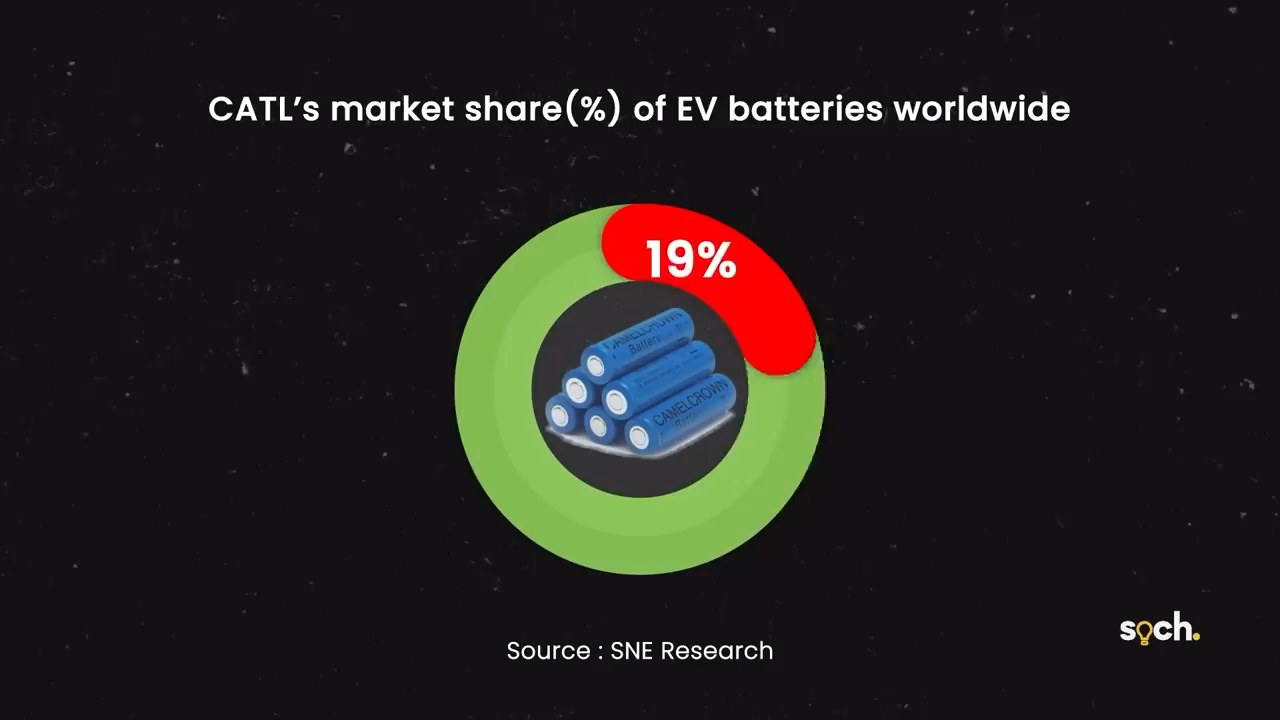 CATL’s market share(%) of EV batteries worldwide
19%
CAMELCROWN
Battery
CAMELCROWN
Source : SNE Research
soch.